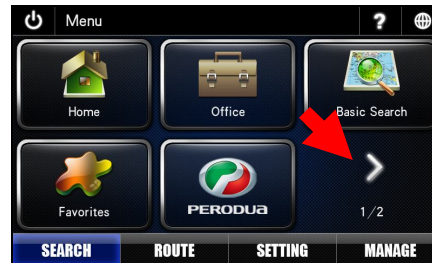 Menu
?
Home
Office
Basic Search
Favorites
PERODUA
1/2
SEARCH
ROUTE
SETTING
MANAGE